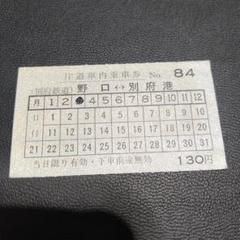 注道車内乗車券 No. 84
(別府鉄道) 野口↔別府港
月 1 2 4 5 6 7 8 9 10 11 12
日 1 2 3 4 5 6 7 8 9 10
11 12 13 14 15 16 17 18 19 20
21 22 23 24 25 26 27 28 29 30 31
当日限り有効・下車前途無効 130円